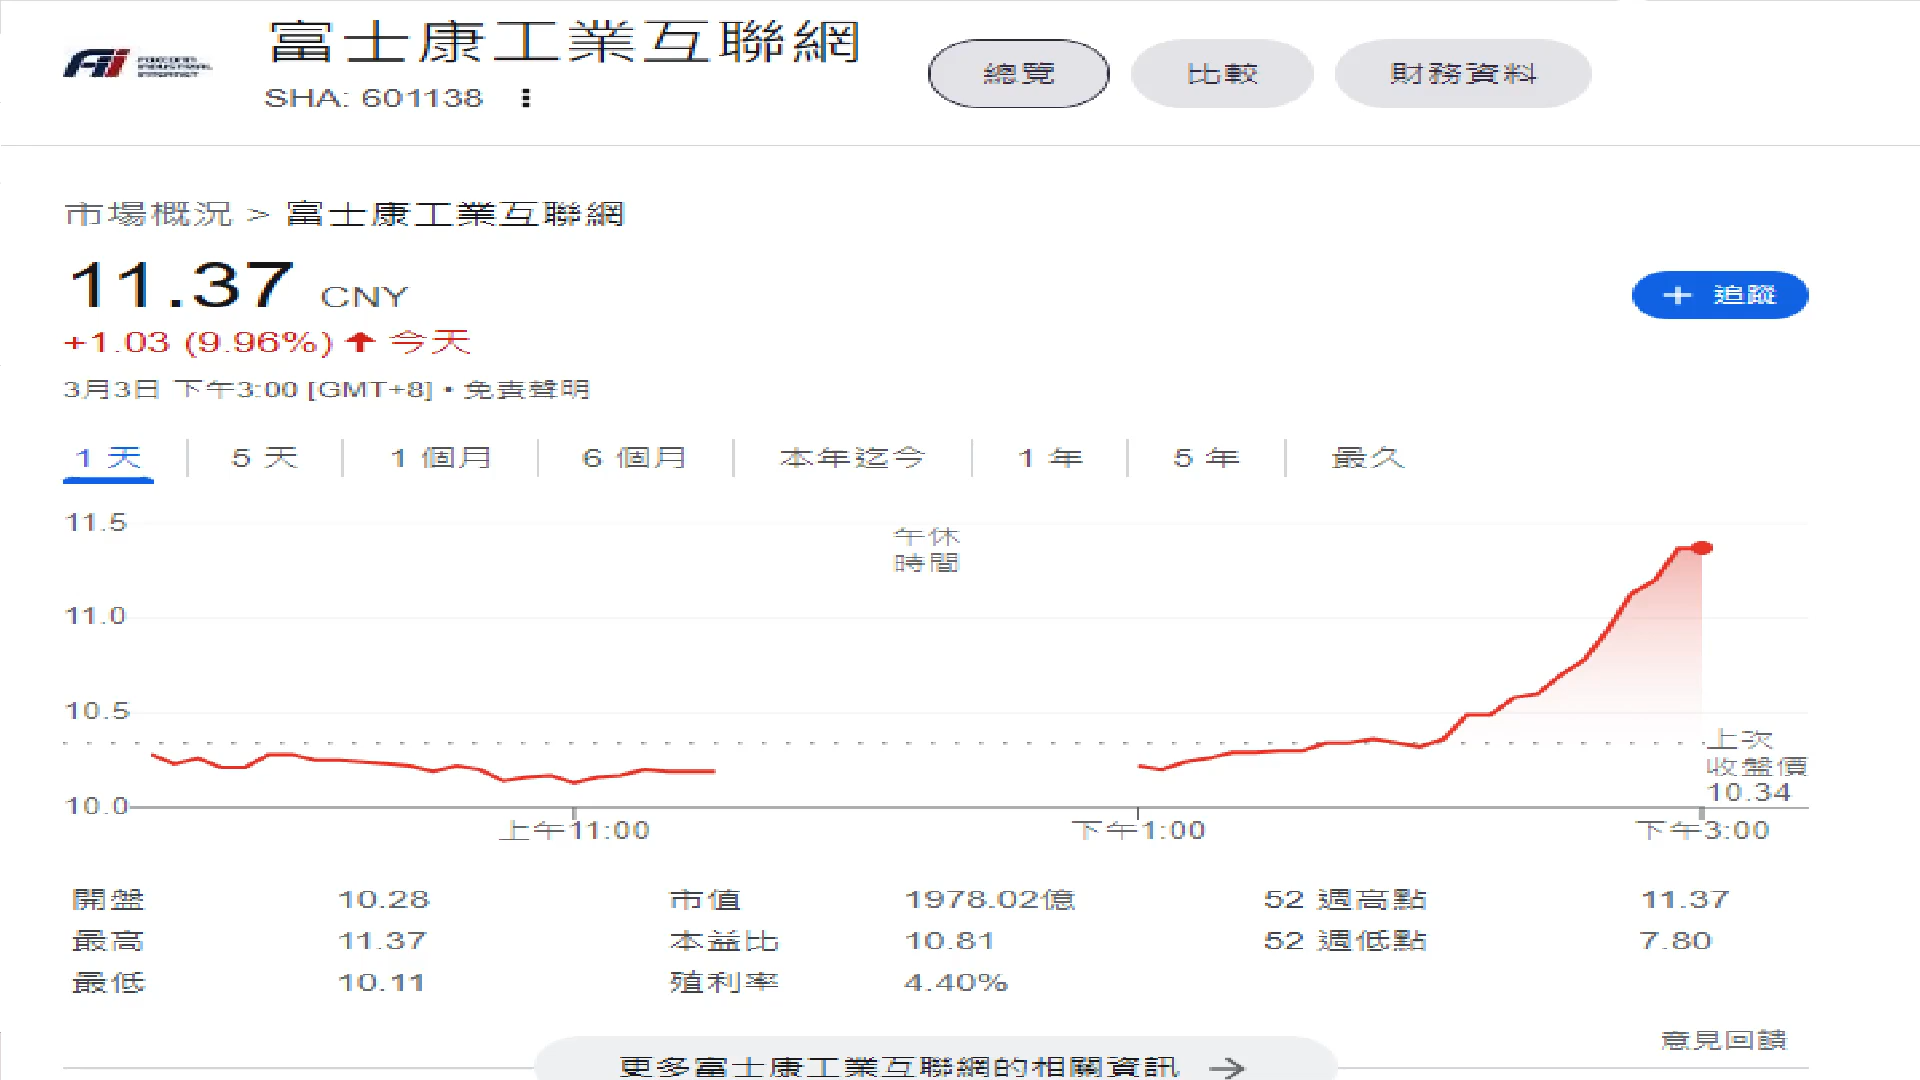 富士康工業互聯網
SHA: 601138
總覽
比較
財務資料
市場概況 > 富士康工業互聯網
11.37 CNY
+1.03 (9.96%) 今天
3月3日 下午3:00 [GMT+8] • 免責聲明
+ 追蹤
1 天 5 天 1 個月 6 個月 本年迄今 1 年 5 年 最久
午休
時間
11.5
11.0
10.5
10.0
上次
收盤價
10.34
上午11:00 下午1:00 下午3:00
開盤 10.28 市值 1978.02億 52 週高點 11.37
最高 11.37 本益比 10.81 52 週低點 7.80
最低 10.11 殖利率 4.40%
意見回饋
更多富士康工業互聯網的相關資訊 →